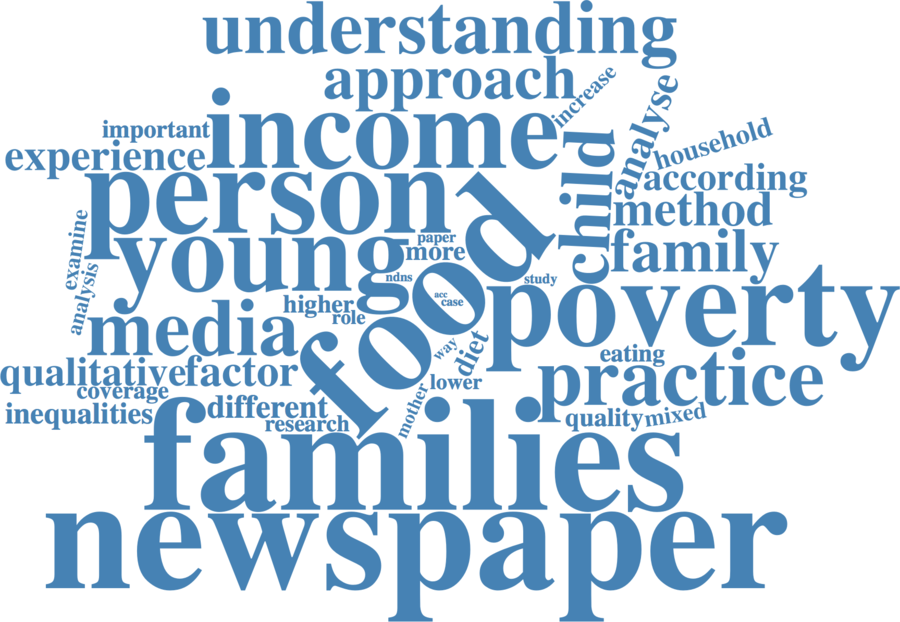 understanding
approach
increase
analyse
income
important
experience
household
child
according
person
method
family
young
examine
analysis
paper
more
ndns
acc
case
study
food
poverty
higher
role
media
way
diet
eating
qualitative
factor
lower
practice
coverage
mother
inequalities
different
research
quality
mixed
families
newspaper